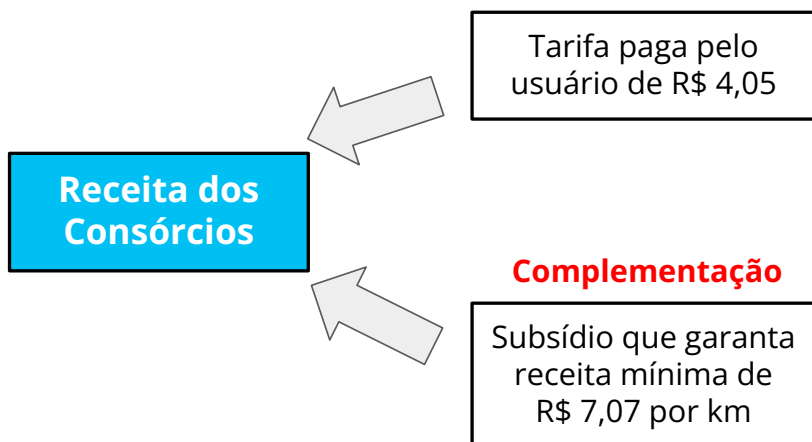 Tarifa paga pelo
usuário de R$ 4,05
Receita dos
Consórcios
Complementação
Subsídio que garanta
receita mínima de
R$ 7,07 por km